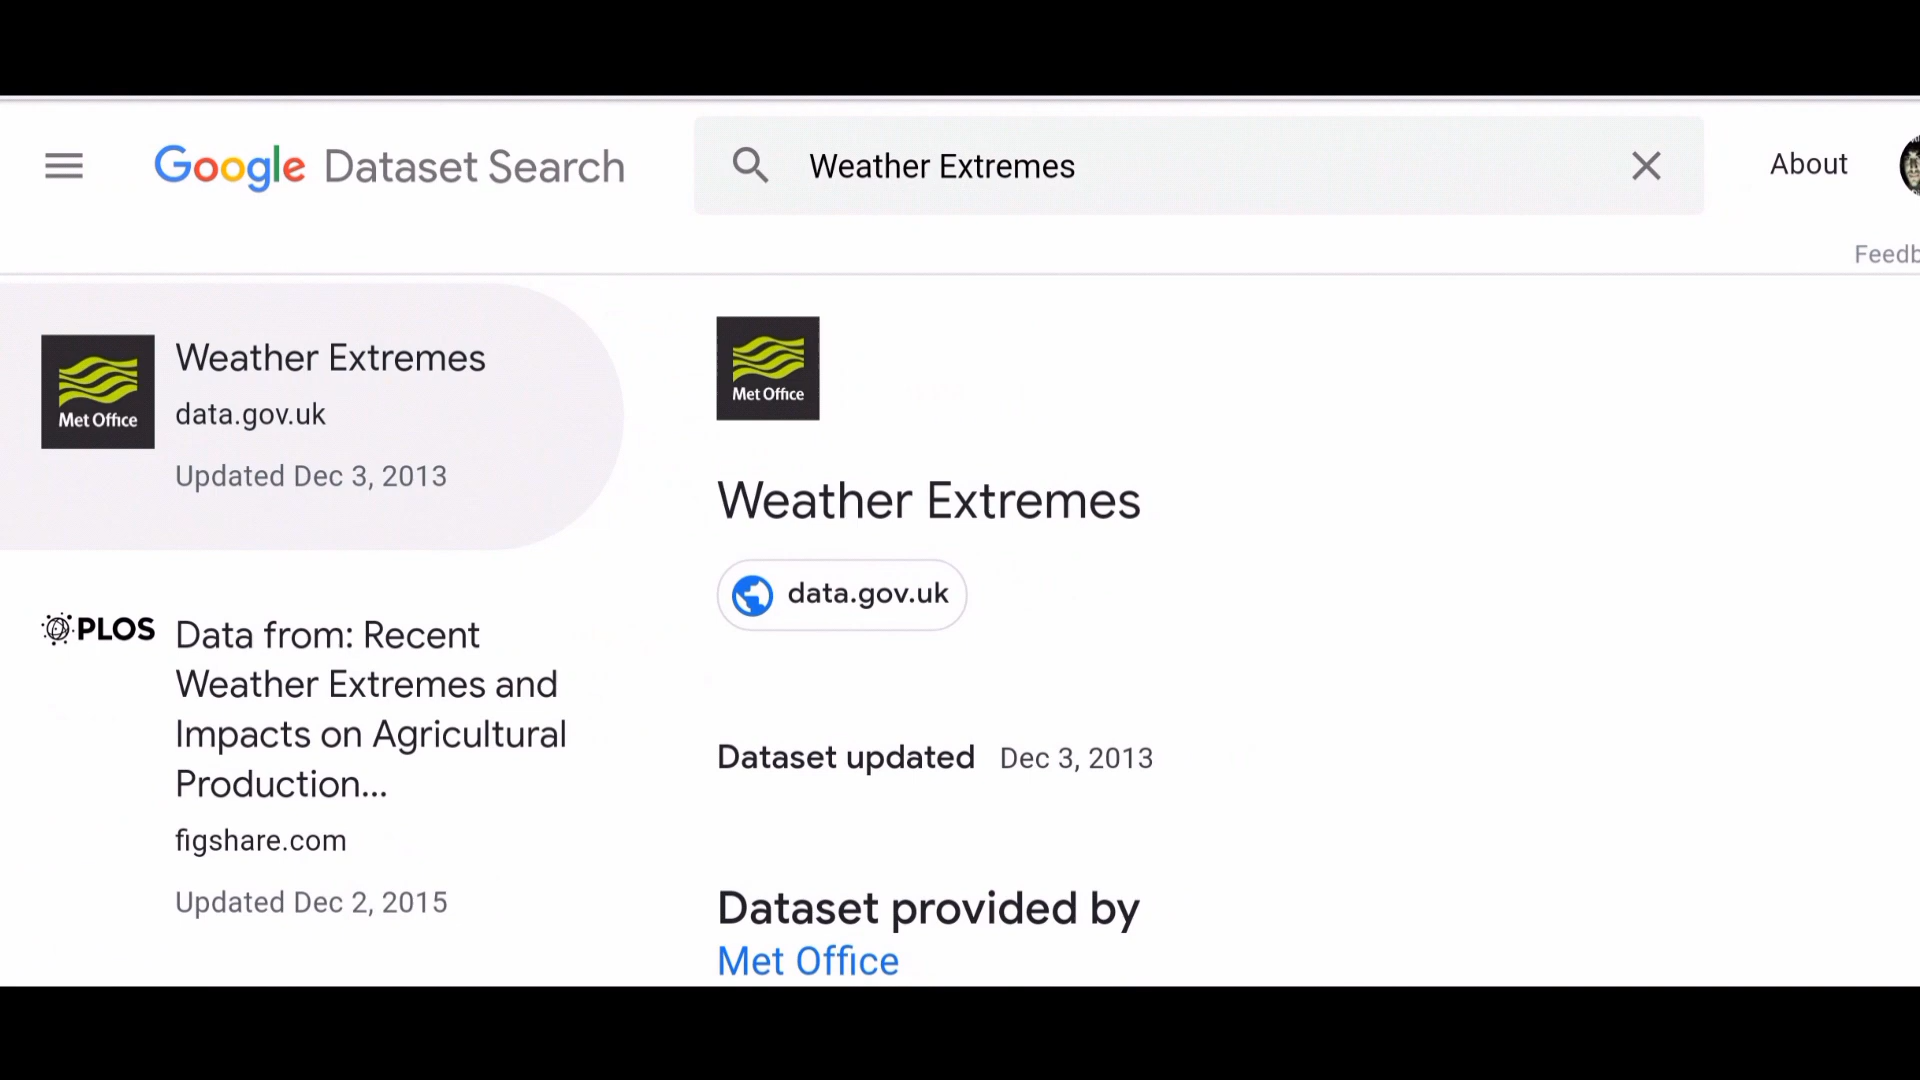 Google Dataset Search
Weather Extremes
About
Feedb
Met Office
Weather Extremes
data.gov.uk
Updated Dec 3, 2013
PLOS
Data from: Recent
Weather Extremes and
Impacts on Agricultural
Production...
figshare.com
Updated Dec 2, 2015
Met Office
Weather Extremes
data.gov.uk
Dataset updated Dec 3, 2013
Dataset provided by
Met Office